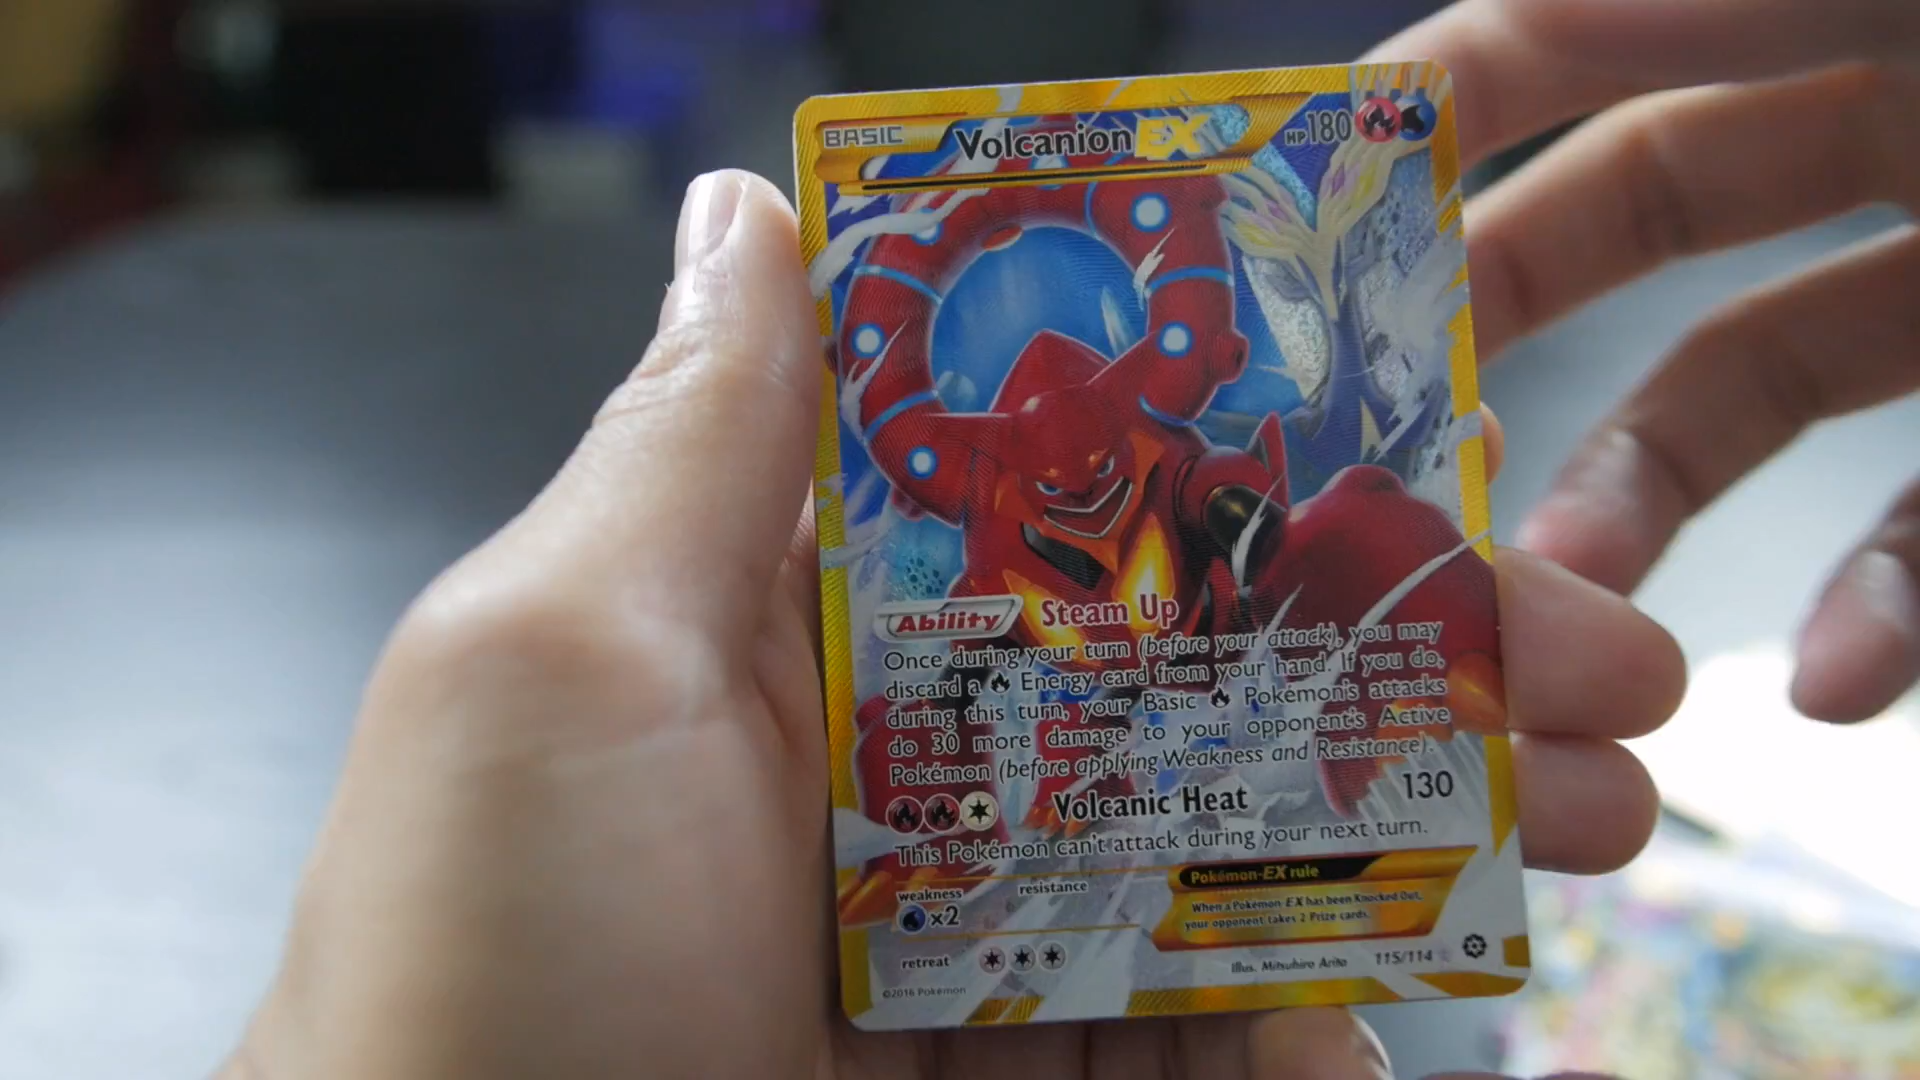 BASIC Volcanion EX HP180
Ability Steam Up
Once during your turn (before your attack), you may
discard a Energy card from your hand. If you do,
during this turn, your Basic Pokémon's attacks
do 30 more damage to your opponent's Active
Pokémon (before applying Weakness and Resistance).
Volcanic Heat 130
This Pokémon can't attack during your next turn.
weakness resistance
×2
Pokémon-EX rule
When a Pokémon-EX has been Knocked Out,
your opponent takes 2 Prize cards.
retreat
Illus. Mitsuhiro Arita 115/114
©2016 Pokémon